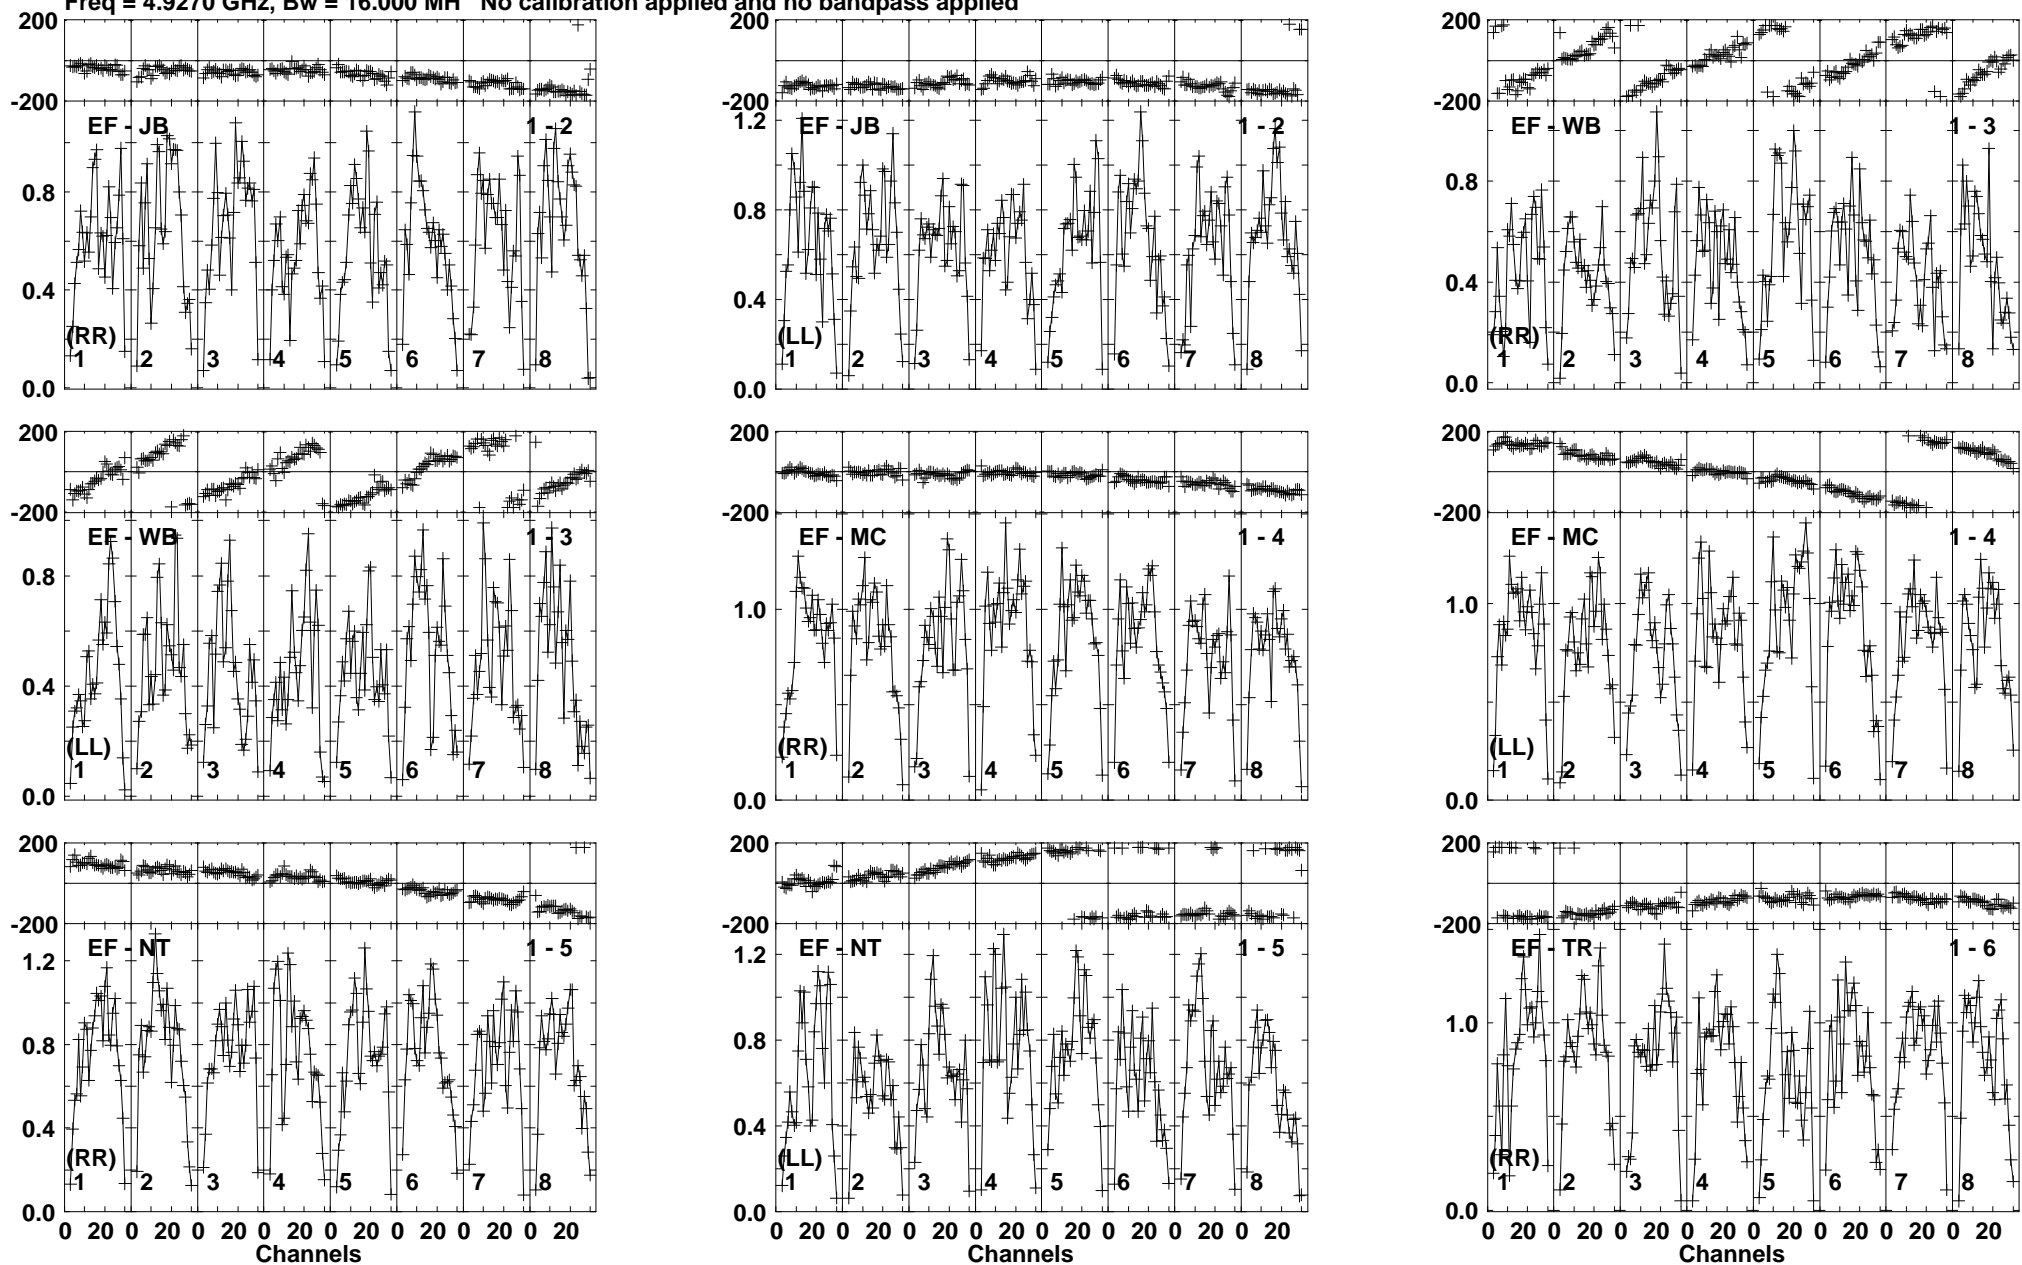 Freq = 4.9270 GHz, Bw = 16.000 MH No calibration applied and no bandpass applied
200 200 200
-200 -200 -200
EF - JB 1 - 2 EF - JB 1 - 2 EF - WB 1 - 3
1.2
0.8 0.8 0.8
0.4 0.4 0.4
(RR) (LL) (RR)
1 2 3 4 5 6 7 8 1 2 3 4 5 6 7 8 1 2 3 4 5 6 7 8
0.0 0.0 0.0
200 200 200
-200 -200 -200
EF - WB 1 - 3 EF - MC 1 - 4 EF - MC 1 - 4
0.8 1.0 1.0
0.4
(LL) (RR) (LL)
1 2 3 4 5 6 7 8 1 2 3 4 5 6 7 8 1 2 3 4 5 6 7 8
0.0 0.0 0.0
200 200 200
-200 -200 -200
EF - NT 1 - 5 EF - NT 1 - 5 EF - TR 1 - 6
1.2 1.2
0.8 0.8 1.0
0.4 0.4
(RR) (LL) (RR)
1 2 3 4 5 6 7 8 1 2 3 4 5 6 7 8 1 2 3 4 5 6 7 8
0.0 0.0 0.0
0 20 0 20 0 20 0 20 0 20 0 20 0 20 0 20 0 20 0 20 0 20 0 20 0 20 0 20 0 20 0 20 0 20 0 20 0 20 0 20 0 20 0 20 0 20 0 20
Channels Channels Channels